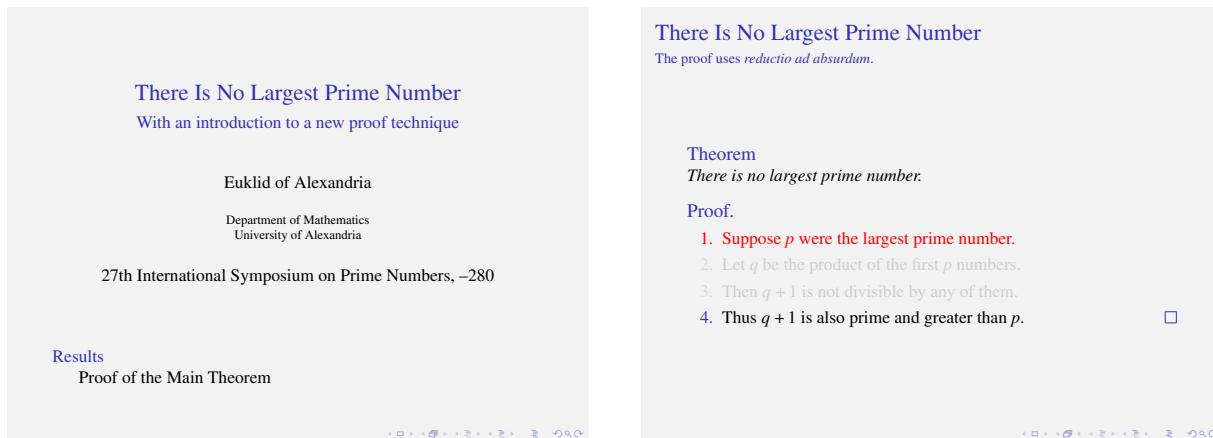 There Is No Largest Prime Number
With an introduction to a new proof technique
Euklid of Alexandria
Department of Mathematics
University of Alexandria
27th International Symposium on Prime Numbers, –280
Results
Proof of the Main Theorem
There Is No Largest Prime Number
The proof uses reductio ad absurdum.
Theorem
There is no largest prime number.
Proof.
1. Suppose p were the largest prime number.
2. Let q be the product of the first p numbers.
3. Then q + 1 is not divisible by any of them.
4. Thus q + 1 is also prime and greater than p. □